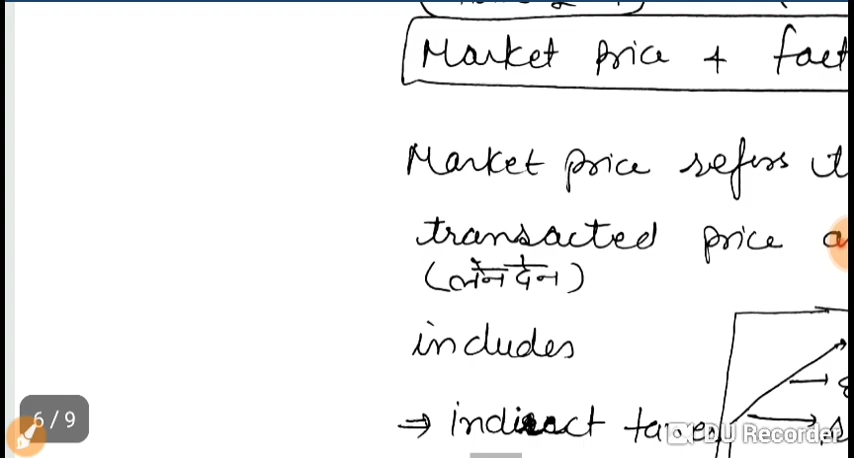 Market price + fact
Market price refers t
transacted price a
(लेन देन)
includes
⇒ indirect taxes
6 / 9
DU Recorder